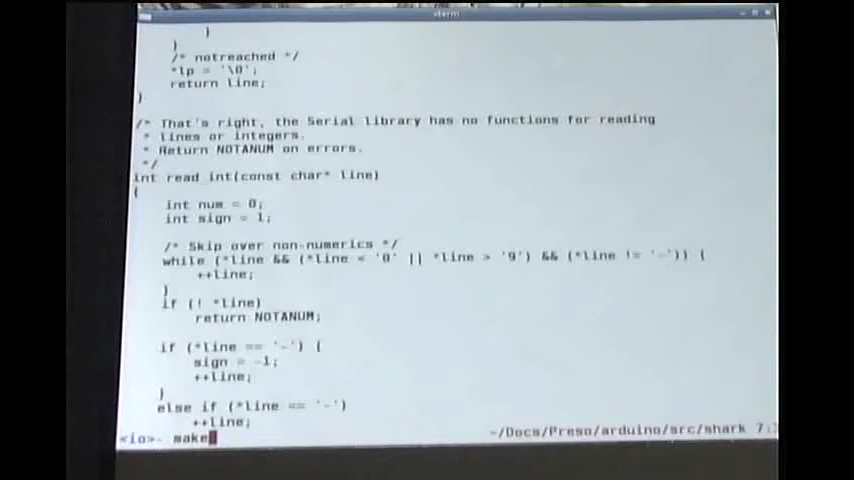 xterm
}
}
/* notreached */
*lp = '\0';
return line;
}
/* That's right, the Serial library has no functions for reading
* lines or integers.
* Return NOTANUM on errors.
*/
int read_int(const char* line)
{
int num = 0;
int sign = 1;
/* Skip over non-numerics */
while (*line && (*line < '0' || *line > '9') && (*line != '-')) {
++line;
}
if (! *line)
return NOTANUM;
if (*line == '-') {
sign = -1;
++line;
}
else if (*line == '-')
++line;
<io>- make ~/Docs/Preso/arduino/src/shark 7: